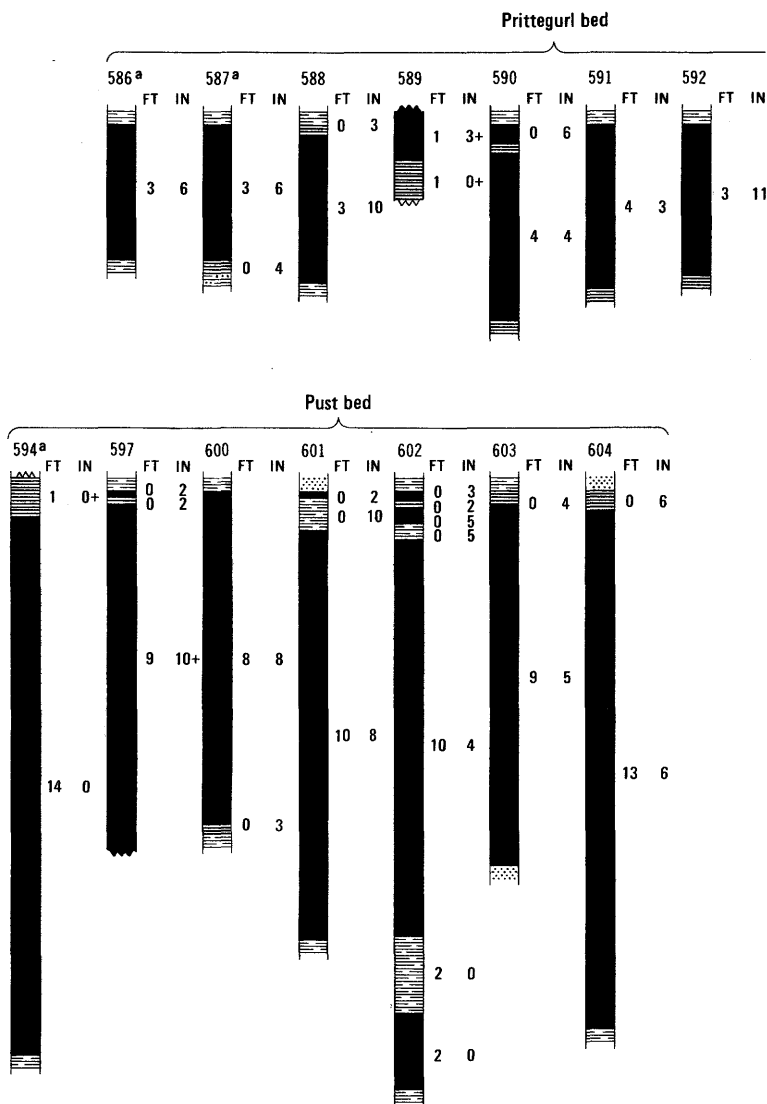 Prittegurl bed
586 a 587 a 588 589 590 591 592
FT IN FT IN FT IN FT IN FT IN FT IN FT IN
0 3
1 3+ 0 6
3 6 3 6 1 0+
3 10 4 3 3 11
4 4
0 4
Pust bed
594 a 597 600 601 602 603 604
FT IN FT IN FT IN FT IN FT IN FT IN FT IN
1 0+ 0 2 0 2 0 3 0 4 0 6
0 2 0 10 0 2
0 5
0 5
9 10+ 8 8
9 5
10 8 10 4
14 0 13 6
0 3
2 0
2 0